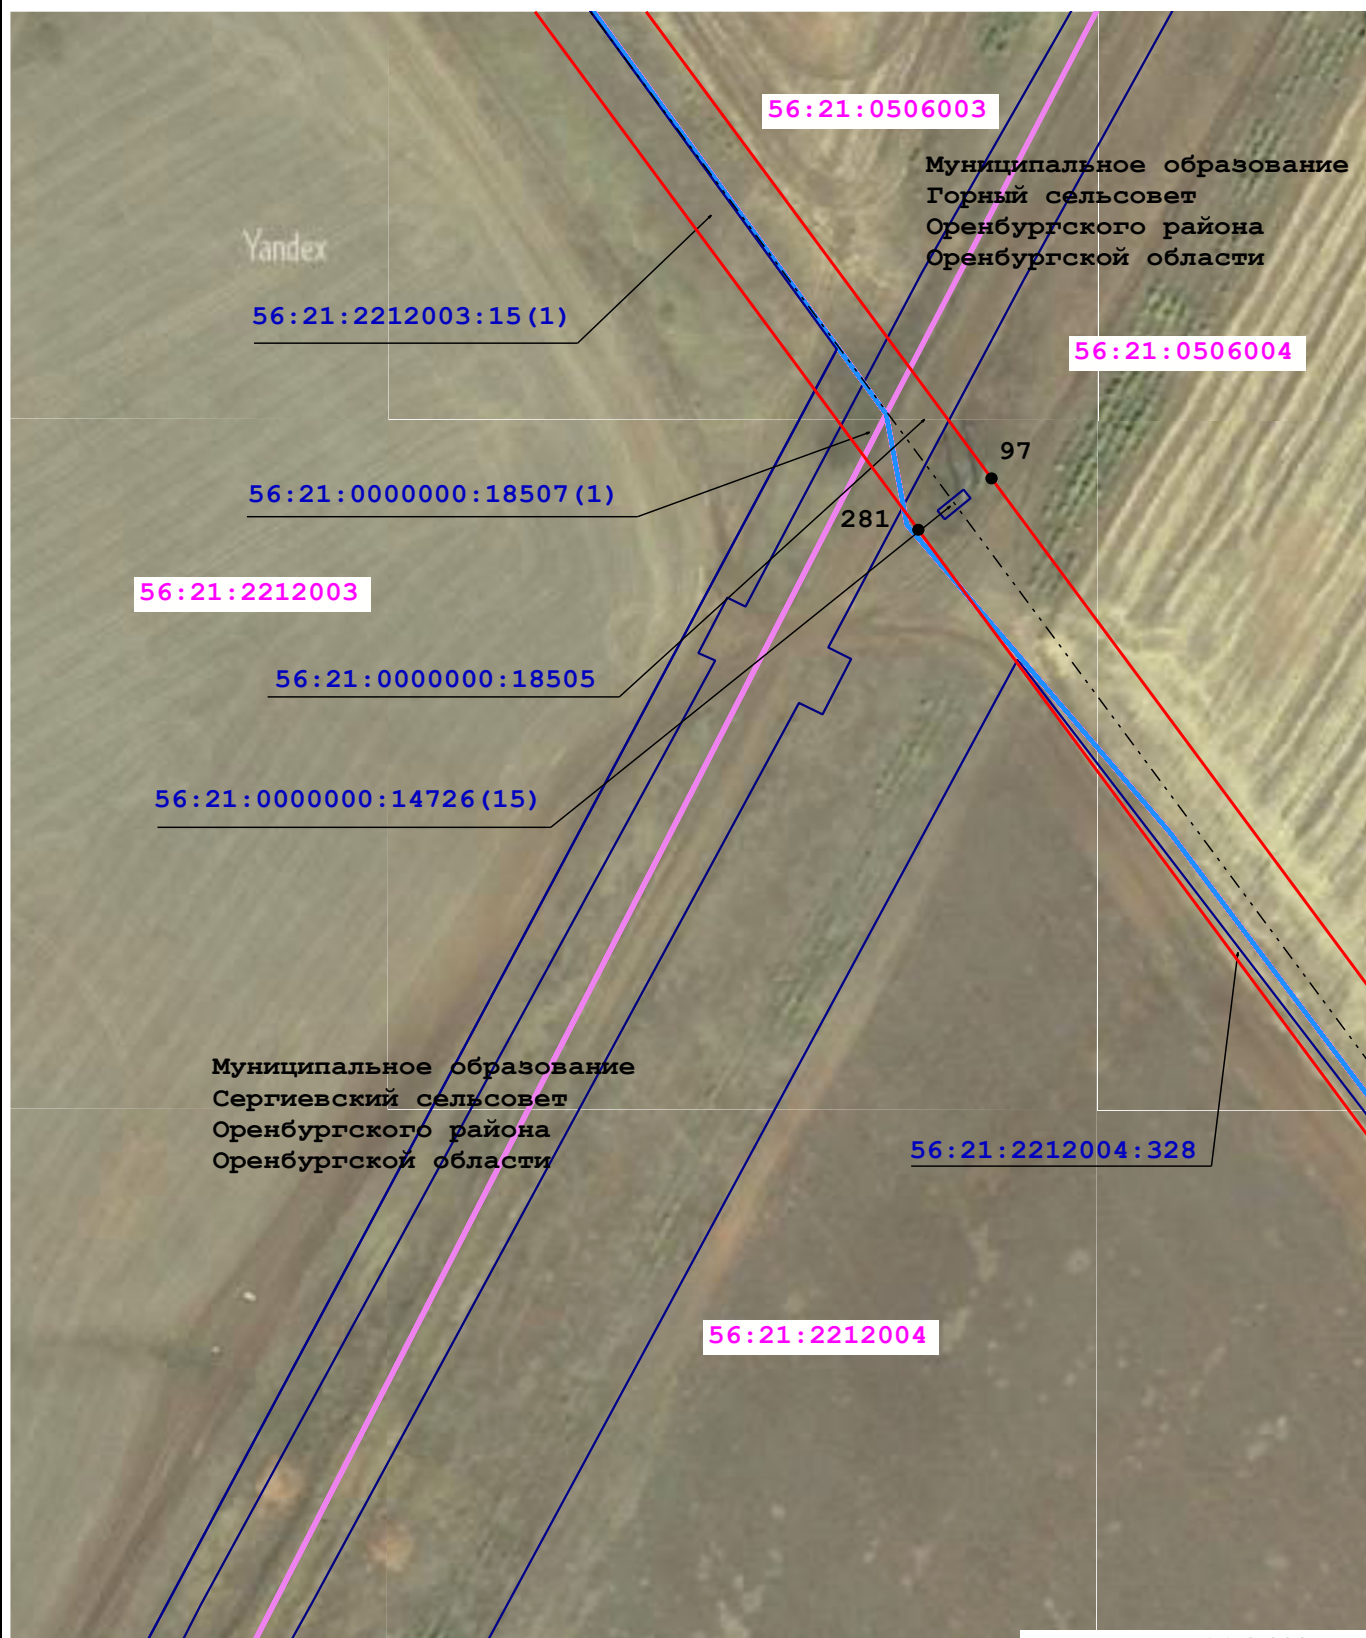 56:21:0506003
Муниципальное образование
Горный сельсовет
Оренбургского района
Оренбургской области
Yandex
56:21:2212003:15(1)
56:21:0506004
97
56:21:0000000:18507(1)
281
56:21:2212003
56:21:0000000:18505
56:21:0000000:14726(15)
Муниципальное образование
Сергиевский сельсовет
Оренбургского района
Оренбургской области
56:21:2212004:328
56:21:2212004